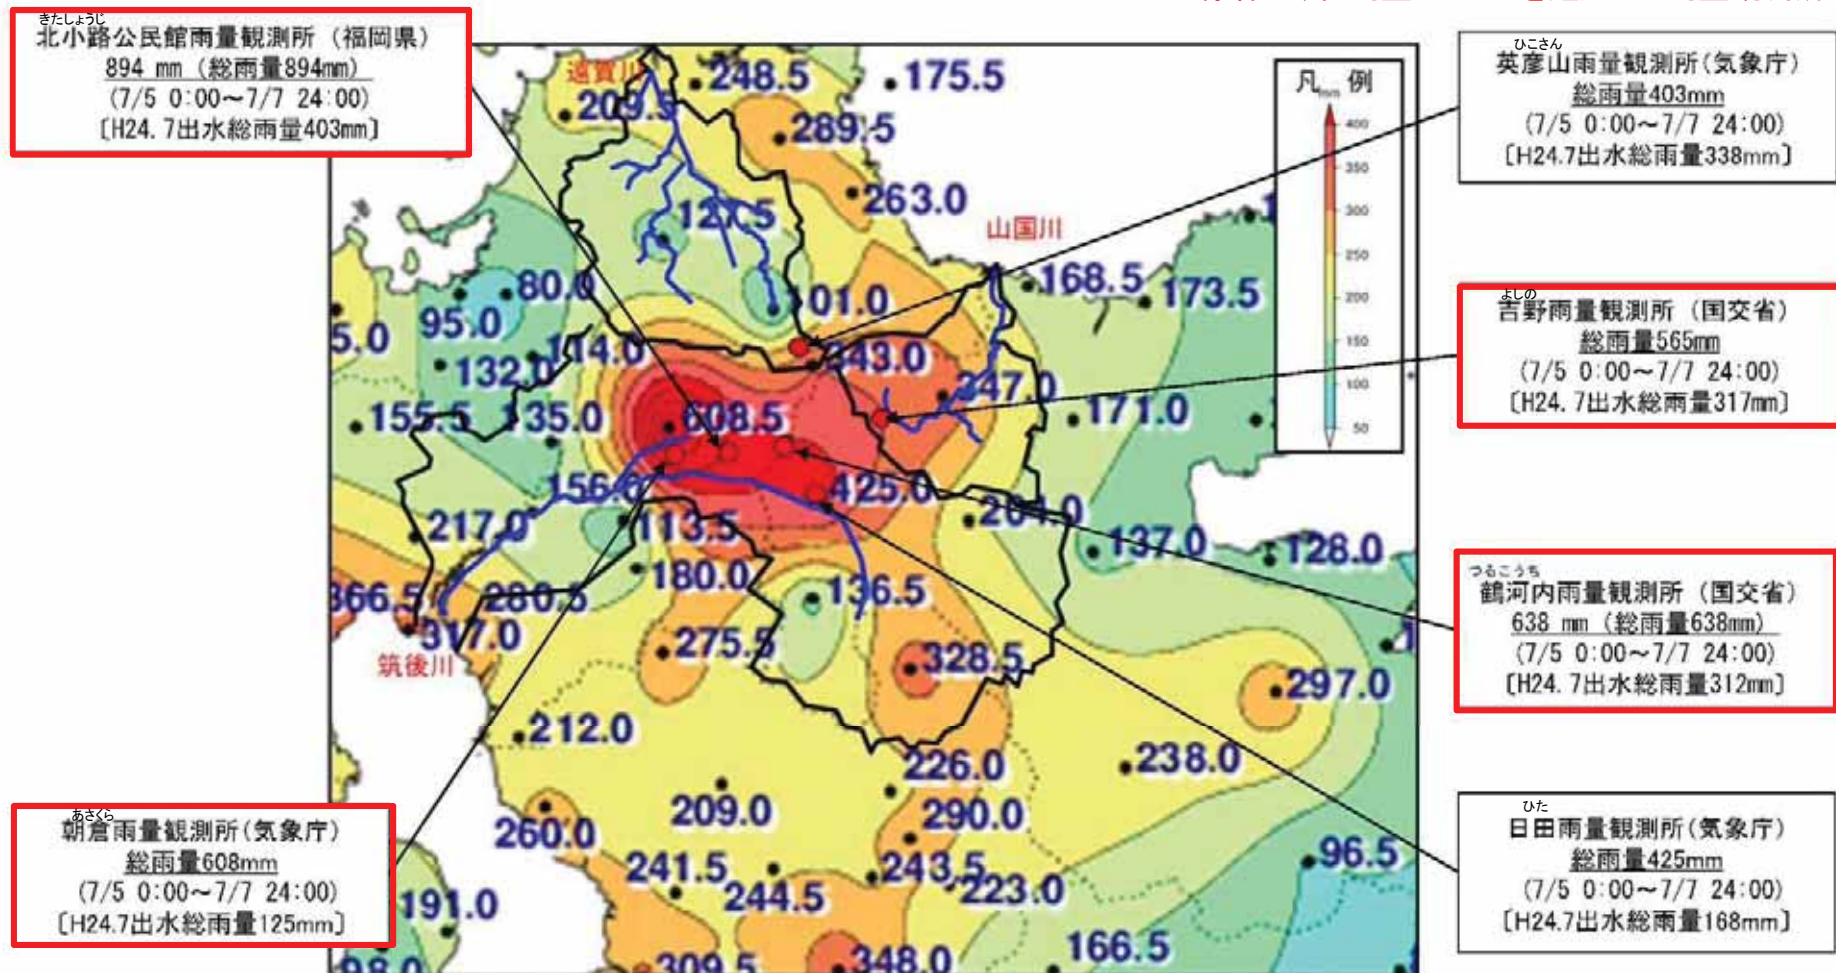 きたしょうじ
北小路公民館雨量観測所（福岡県）
894 mm（総雨量894mm）
(7/5 0:00～7/7 24:00)
〔H24.7出水総雨量403mm〕
ひこさん
英彦山雨量観測所(気象庁)
総雨量403mm
(7/5 0:00～7/7 24:00)
〔H24.7出水総雨量338mm〕
よしの
吉野雨量観測所（国交省）
総雨量565mm
(7/5 0:00～7/7 24:00)
〔H24.7出水総雨量317mm〕
つるこうち
鶴河内雨量観測所（国交省）
638 mm（総雨量638mm）
(7/5 0:00～7/7 24:00)
〔H24.7出水総雨量312mm〕
ひた
日田雨量観測所(気象庁)
総雨量425mm
(7/5 0:00～7/7 24:00)
〔H24.7出水総雨量168mm〕
あさくら
朝倉雨量観測所(気象庁)
総雨量608mm
(7/5 0:00～7/7 24:00)
〔H24.7出水総雨量125mm〕
凡 例
mm
400
350
300
250
200
150
100
50
遠賀川
248.5
175.5
209.5
289.5
263.0
127.5
山国川
168.5
173.5
80.0
101.0
95.0
5.0
114.0
343.0
132.0
347.0
155.5
135.0
608.5
171.0
156.0
425.0
217.0
113.5
204.0
137.0
128.0
180.0
366.5
280.5
136.5
317.0
275.5
328.5
筑後川
297.0
212.0
226.0
238.0
209.0
290.0
260.0
241.5
243.5
96.5
244.5
223.0
191.0
166.5
98.0
309.5
348.0